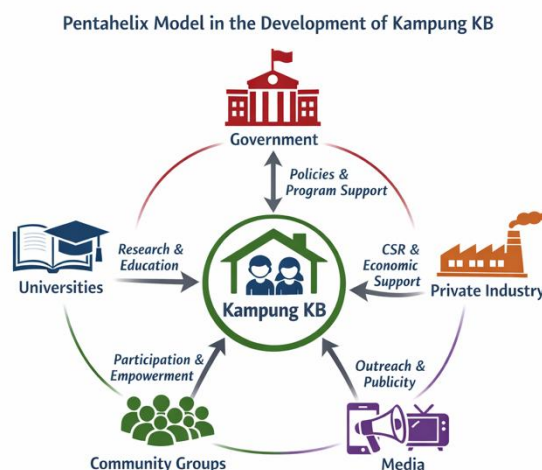 Pentahelix Model in the Development of Kampung KB
Government
Policies &
Program Support
Research &
Education
Universities
CSR &
Economic
Support
Private Industry
Kampung KB
Participation &
Empowerment
Community Groups
Outreach &
Publicity
Media